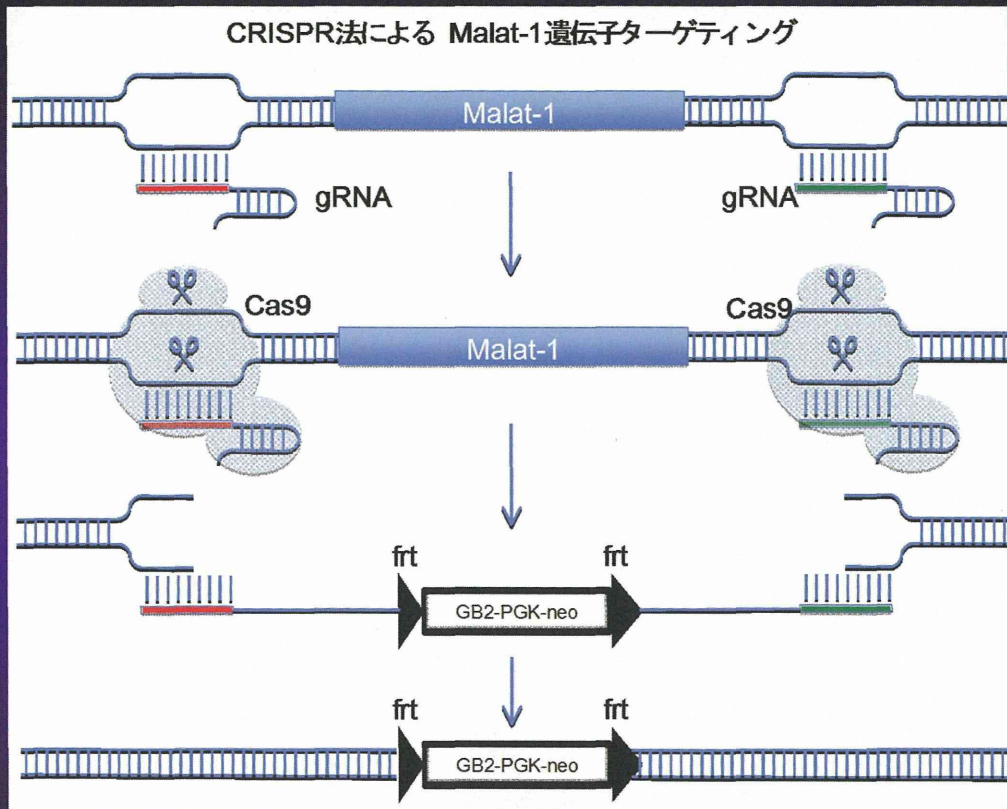 CRISPR法による Malat-1遺伝子ターゲティング
Malat-1
gRNA
gRNA
Cas9
Cas9
Malat-1
frt
frt
GB2-PGK-neo
frt
frt
GB2-PGK-neo